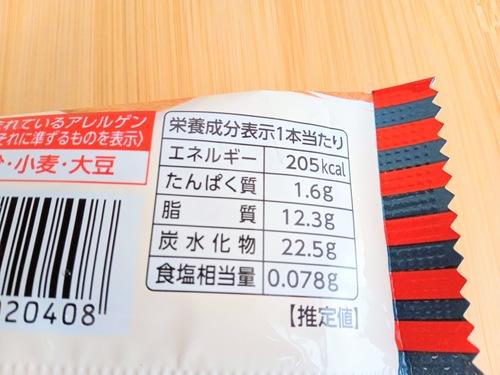 れているアレルゲン
それに準ずるものを表示)
・小麦・大豆
20408
栄養成分表示1本当たり
エネルギー 205kcal
たんぱく質 1.6g
脂質 12.3g
炭水化物 22.5g
食塩相当量 0.078g
【推定値】